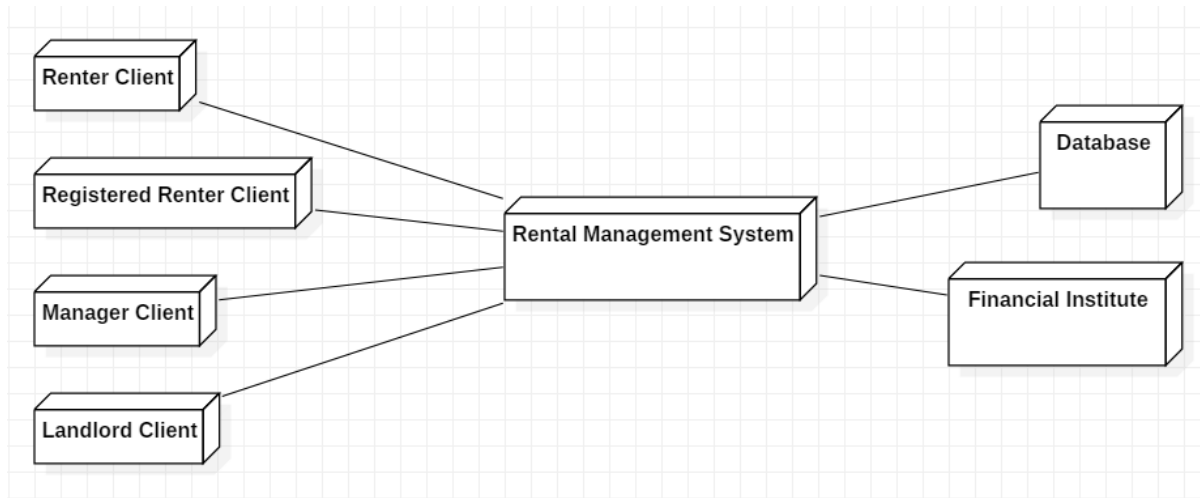 Renter Client
Registered Renter Client
Manager Client
Landlord Client
Rental Management System
Database
Financial Institute